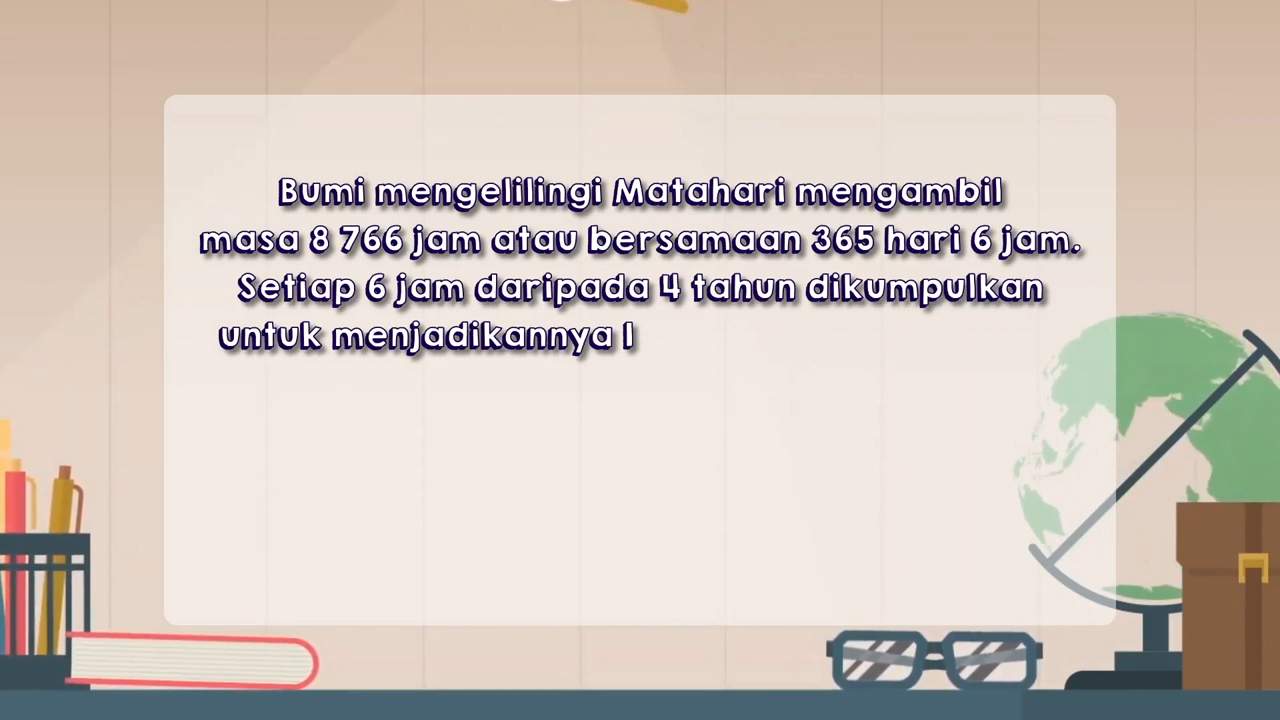 Bumi mengelilingi Matahari mengambil
masa 8 766 jam atau bersamaan 365 hari 6 jam.
Setiap 6 jam daripada 4 tahun dikumpulkan
untuk menjadikannya 1